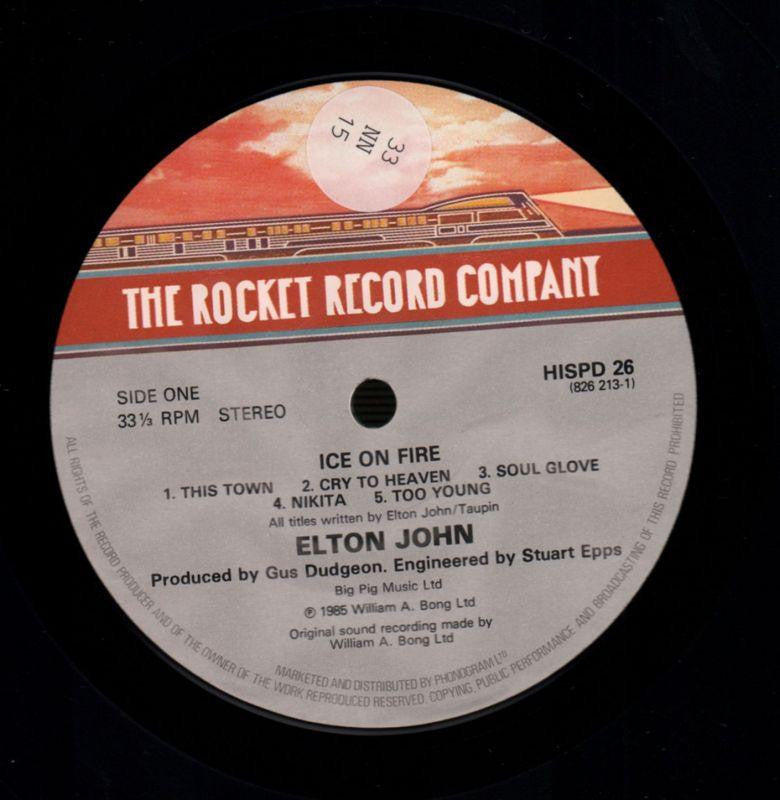 33
NN
15
THE ROCKET RECORD COMPANY
SIDE ONE
33⅓ RPM STEREO
HISPD 26
(826 213-1)
ICE ON FIRE
1. THIS TOWN 2. CRY TO HEAVEN 3. SOUL GLOVE
4. NIKITA 5. TOO YOUNG
All titles written by Elton John/Taupin
ELTON JOHN
Produced by Gus Dudgeon. Engineered by Stuart Epps
Big Pig Music Ltd
℗ 1985 William A. Bong Ltd
Original sound recording made by
William A. Bong Ltd
MARKETED AND DISTRIBUTED BY PHONOGRAM LTD
ALL RIGHTS OF THE RECORD PRODUCER AND OF THE OWNER OF THE WORK REPRODUCED RESERVED. COPYING, PUBLIC PERFORMANCE AND BROADCASTING OF THIS RECORD PROHIBITED